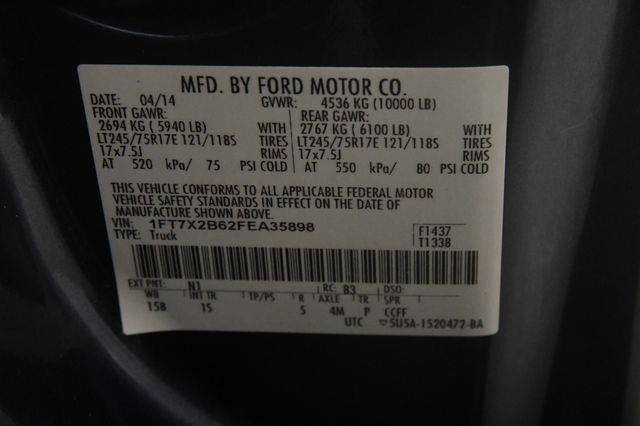 MFD. BY FORD MOTOR CO.
DATE: 04/14 GVWR: 4536 KG (10000 LB)
FRONT GAWR: REAR GAWR:
2694 KG ( 5940 LB) WITH 2767 KG ( 6100 LB) WITH
LT245/75R17E 121/118S TIRES LT245/75R17E 121/118S TIRES
17x7.5J RIMS 17x7.5J RIMS
AT 520 kPa/ 75 PSI COLD AT 550 kPa/ 80 PSI COLD
THIS VEHICLE CONFORMS TO ALL APPLICABLE FEDERAL MOTOR
VEHICLE SAFETY STANDARDS IN EFFECT ON THE DATE OF
MANUFACTURE SHOWN ABOVE.
VIN: 1FT7X2B62FEA35898 F1437
TYPE: Truck T1338
EXT PNT: N1 RC: B3 DSO:
WB INT TR TP/PS R AXLE TR SPR
158 IS 5 4M P CCFF
UTC ▽5U5A-1520472-BA